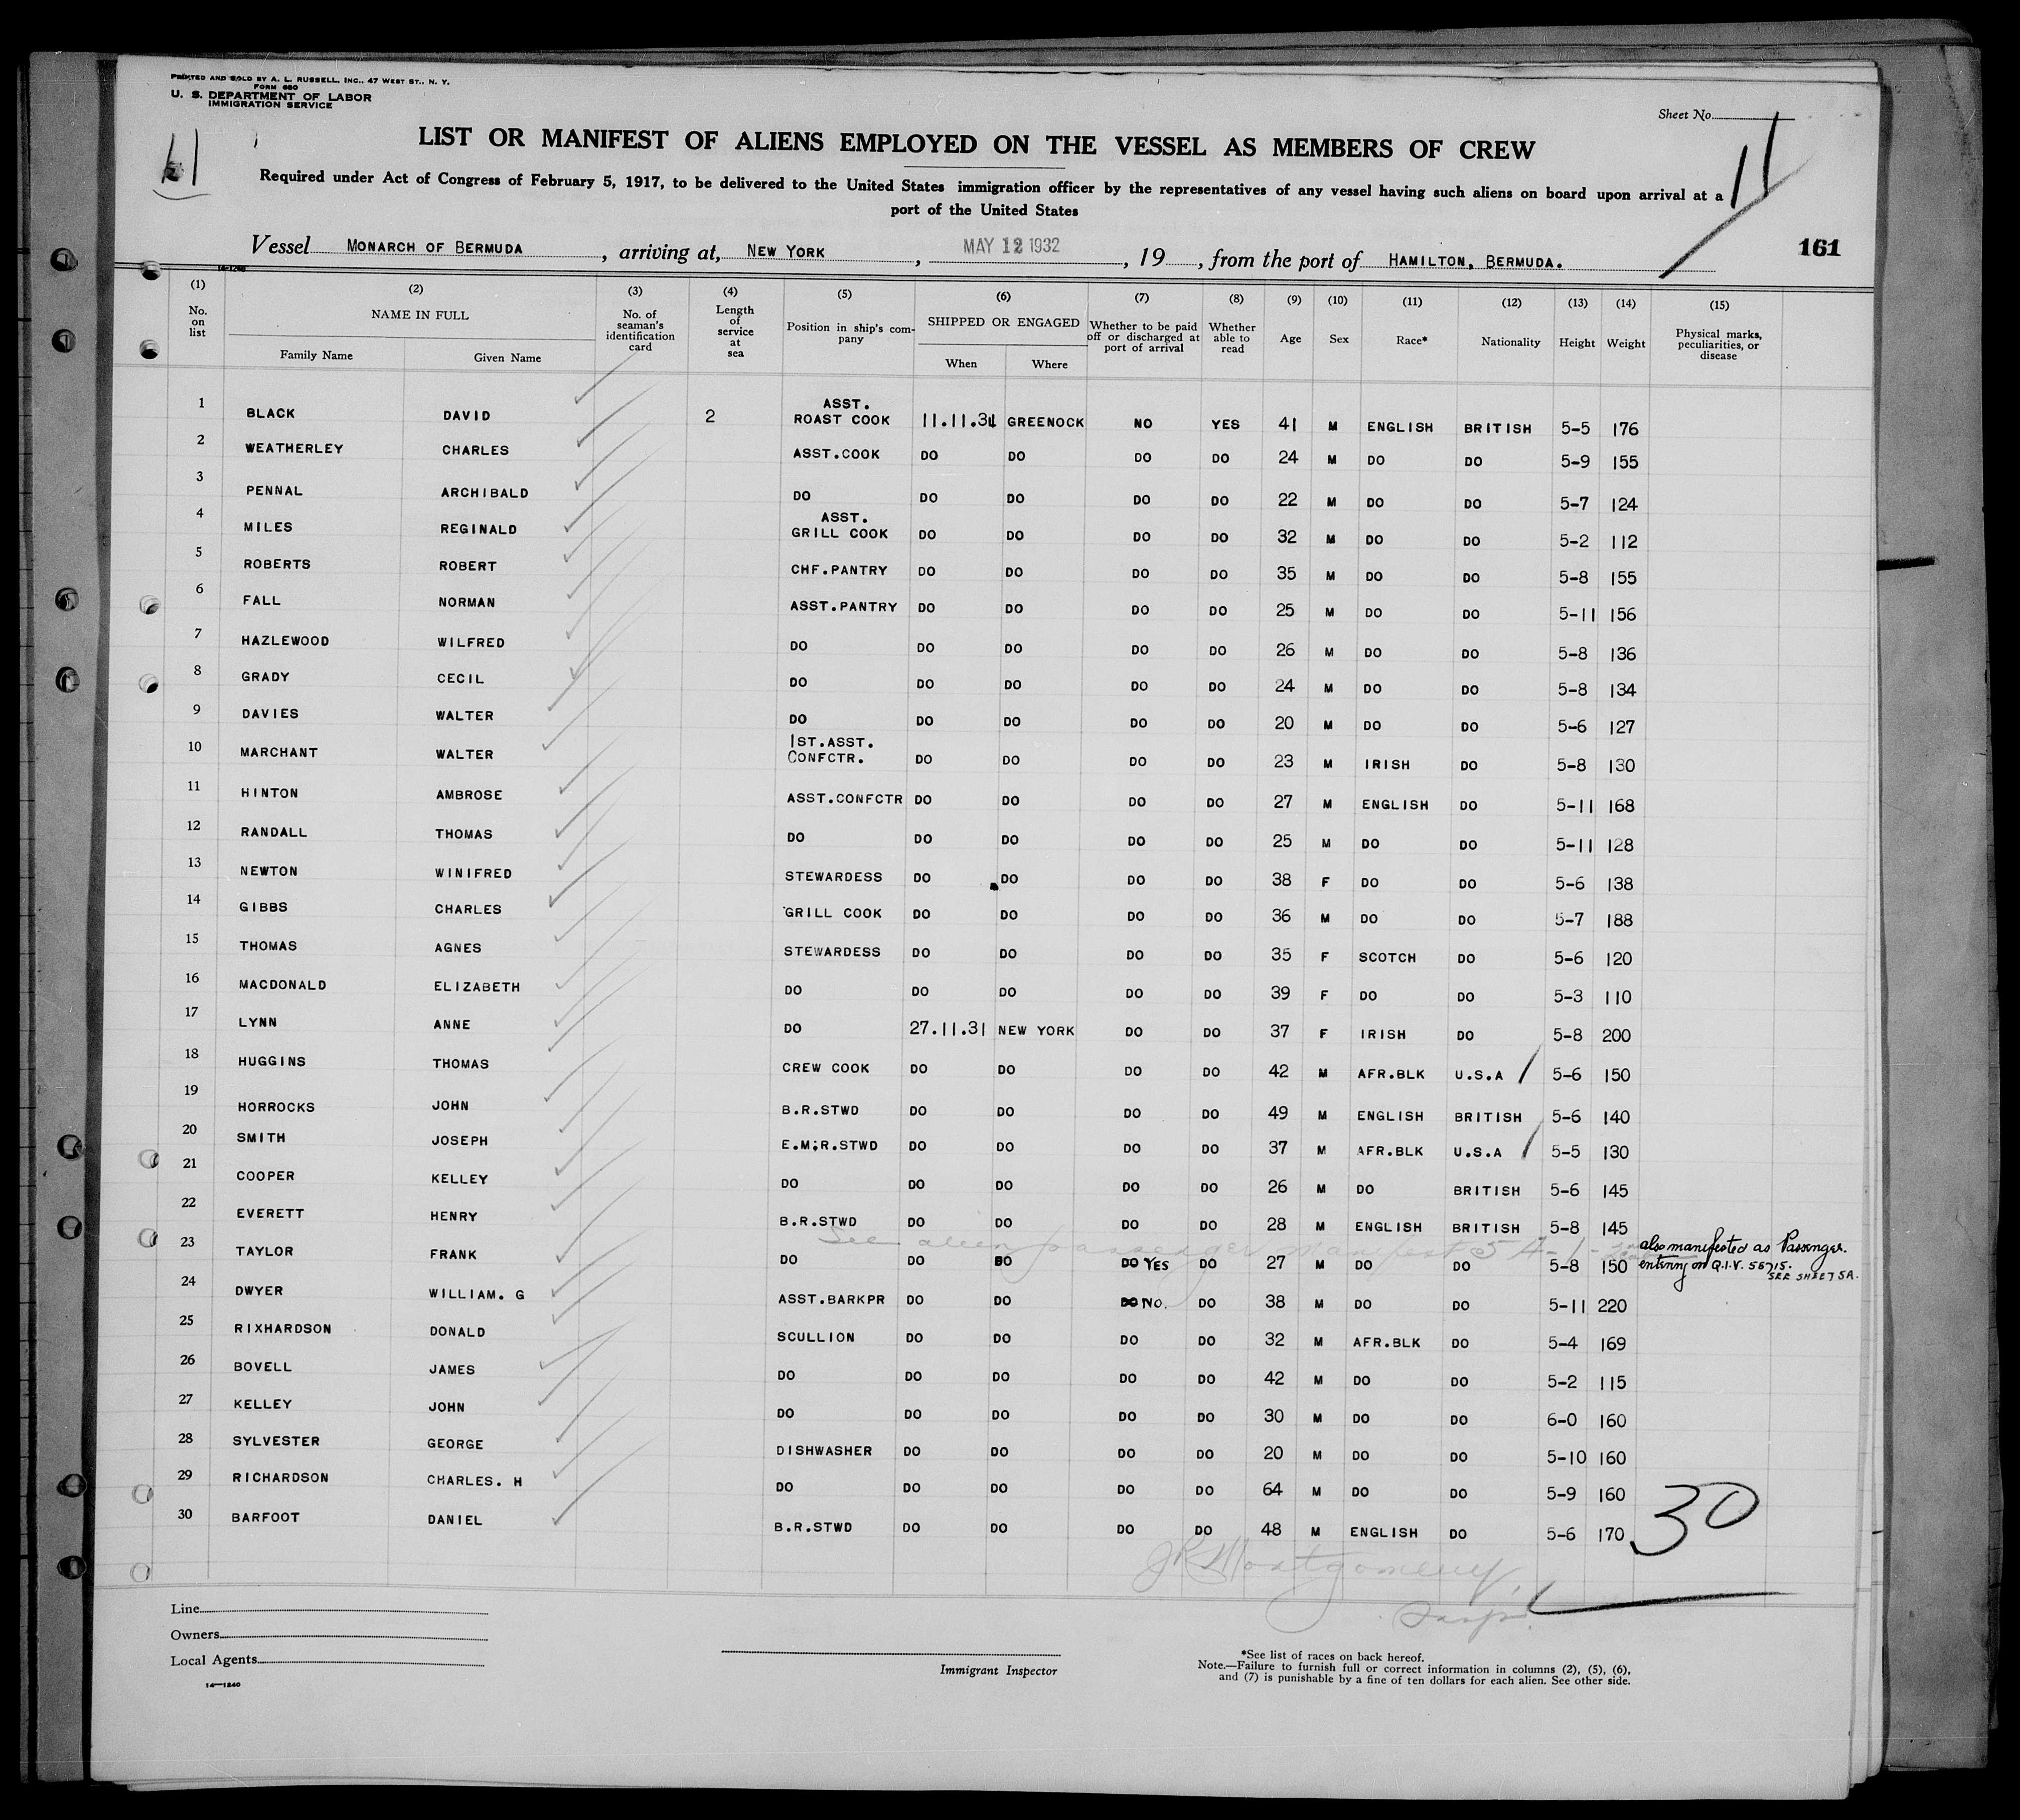 PRINTED AND SOLD BY A. L. RUSSELL, INC., 47 WEST ST., N. Y.
FORM 680
U. S. DEPARTMENT OF LABOR
IMMIGRATION SERVICE
Sheet No.
11
LIST OR MANIFEST OF ALIENS EMPLOYED ON THE VESSEL AS MEMBERS OF CREW
Required under Act of Congress of February 5, 1917, to be delivered to the United States immigration officer by the representatives of any vessel having such aliens on board upon arrival at a
port of the United States
Vessel MONARCH OF BERMUDA, arriving at, NEW YORK, MAY 12 1932, 19, from the port of HAMILTON, BERMUDA. 161
14-1240
(1) (2) (3) (4) (5) (6) (7) (8) (9) (10) (11) (12) (13) (14) (15)
No. on list NAME IN FULL Family Name Given Name No. of seaman's identification card Length of service at sea Position in ship's company SHIPPED OR ENGAGED When Where Whether to be paid off or discharged at port of arrival Whether able to read Age Sex Race* Nationality Height Weight Physical marks, peculiarities, or disease
1 BLACK DAVID 2 ASST. ROAST COOK 11.11.31 GREENOCK NO YES 41 M ENGLISH BRITISH 5-5 176
2 WEATHERLEY CHARLES ASST.COOK DO DO DO DO 24 M DO DO 5-9 155
3 PENNAL ARCHIBALD DO DO DO DO DO 22 M DO DO 5-7 124
4 MILES REGINALD ASST. GRILL COOK DO DO DO DO 32 M DO DO 5-2 112
5 ROBERTS ROBERT CHF.PANTRY DO DO DO DO 35 M DO DO 5-8 155
6 FALL NORMAN ASST.PANTRY DO DO DO DO 25 M DO DO 5-11 156
7 HAZLEWOOD WILFRED DO DO DO DO DO 26 M DO DO 5-8 136
8 GRADY CECIL DO DO DO DO DO 24 M DO DO 5-8 134
9 DAVIES WALTER DO DO DO DO DO 20 M DO DO 5-6 127
10 MARCHANT WALTER 1ST.ASST. CONFCTR. DO DO DO DO 23 M IRISH DO 5-8 130
11 HINTON AMBROSE ASST.CONFCTR DO DO DO DO 27 M ENGLISH DO 5-11 168
12 RANDALL THOMAS DO DO DO DO DO 25 M DO DO 5-11 128
13 NEWTON WINIFRED STEWARDESS DO DO DO DO 38 F DO DO 5-6 138
14 GIBBS CHARLES GRILL COOK DO DO DO DO 36 M DO DO 5-7 188
15 THOMAS AGNES STEWARDESS DO DO DO DO 35 F SCOTCH DO 5-6 120
16 MACDONALD ELIZABETH DO DO DO DO DO 39 F DO DO 5-3 110
17 LYNN ANNE DO 27.11.31 NEW YORK DO DO 37 F IRISH DO 5-8 200
18 HUGGINS THOMAS CREW COOK DO DO DO DO 42 M AFR.BLK U.S.A 5-6 150
19 HORROCKS JOHN B.R.STWD DO DO DO DO 49 M ENGLISH BRITISH 5-6 140
20 SMITH JOSEPH E.M;R.STWD DO DO DO DO 37 M AFR.BLK U.S.A 5-5 130
21 COOPER KELLEY DO DO DO DO DO 26 M DO BRITISH 5-6 145
22 EVERETT HENRY B.R.STWD DO DO DO DO 28 M ENGLISH BRITISH 5-8 145
See alien passenger manifest 5 A-1-
23 TAYLOR FRANK DO DO DO DO YES DO 27 M DO DO 5-8 150 also manifested as Passenger. entering on Q.I.V. 56715. SEE SHEET 5A.
24 DWYER WILLIAM. G ASST.BARKPR DO DO DO NO. DO 38 M DO DO 5-11 220
25 RIXHARDSON DONALD SCULLION DO DO DO DO 32 M AFR.BLK DO 5-4 169
26 BOVELL JAMES DO DO DO DO DO 42 M DO DO 5-2 115
27 KELLEY JOHN DO DO DO DO DO 30 M DO DO 6-0 160
28 SYLVESTER GEORGE DISHWASHER DO DO DO DO 20 M DO DO 5-10 160
29 RICHARDSON CHARLES. H DO DO DO DO DO 64 M DO DO 5-9 160
30 BARFOOT DANIEL B.R.STWD DO DO DO DO 48 M ENGLISH DO 5-6 170
30
J R Montgomery
Insp.
Line
Owners
Local Agents
14—1240
Immigrant Inspector
*See list of races on back hereof.
Note.—Failure to furnish full or correct information in columns (2), (5), (6),
and (7) is punishable by a fine of ten dollars for each alien. See other side.